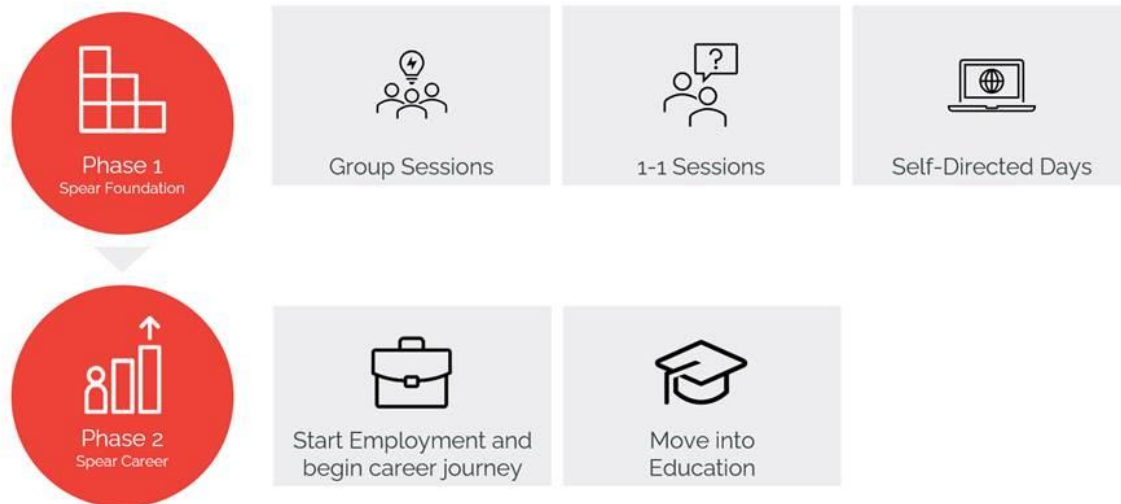 Phase 1
Spear Foundation
Group Sessions
?
1-1 Sessions
Self-Directed Days
Phase 2
Spear Career
Start Employment and
begin career journey
Move into
Education